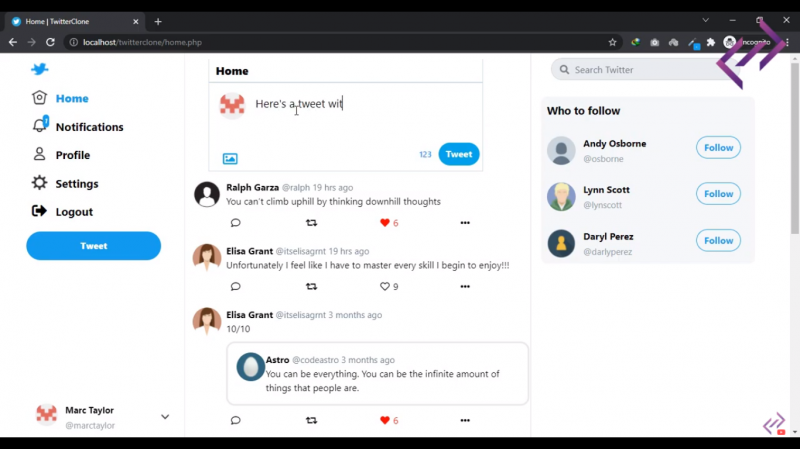 Home | TwitterClone
localhost/twitterclone/home.php
Incognito
Home
Notifications
Profile
Settings
Logout
Tweet
Marc Taylor
@marctaylor
Home
Here's a tweet wit
123
Tweet
Ralph Garza @ralph 19 hrs ago
You can't climb uphill by thinking downhill thoughts
6
Elisa Grant @itselisagrnt 19 hrs ago
Unfortunately I feel like I have to master every skill I begin to enjoy!!!
9
Elisa Grant @itselisagrnt 3 months ago
10/10
Astro @codeastro 3 months ago
You can be everything. You can be the infinite amount of
things that people are.
6
Search Twitter
Who to follow
Andy Osborne
@osborne
Follow
Lynn Scott
@lynscott
Follow
Daryl Perez
@darlyperez
Follow